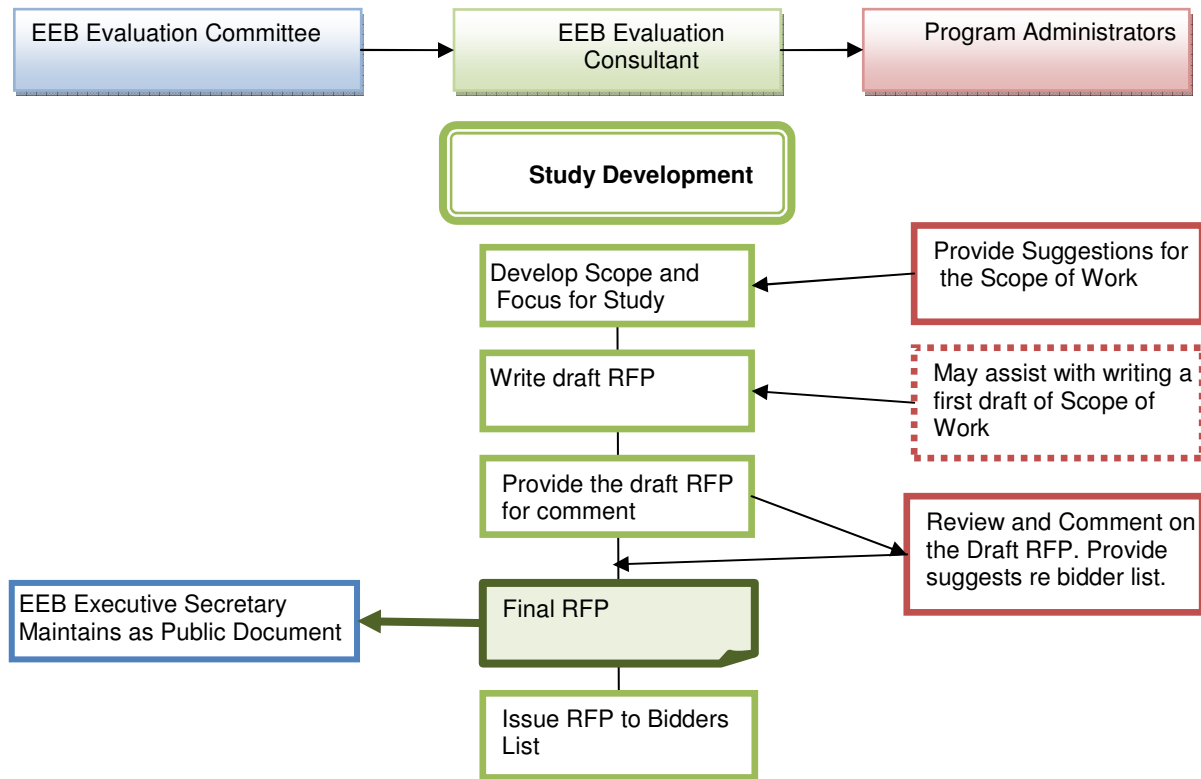 EEB Evaluation Committee
EEB Evaluation
Consultant
Program Administrators
Study Development
Develop Scope and
Focus for Study
Provide Suggestions for
the Scope of Work
Write draft RFP
May assist with writing a
first draft of Scope of
Work
Provide the draft RFP
for comment
Review and Comment on
the Draft RFP. Provide
suggests re bidder list.
EEB Executive Secretary
Maintains as Public Document
Final RFP
Issue RFP to Bidders
List